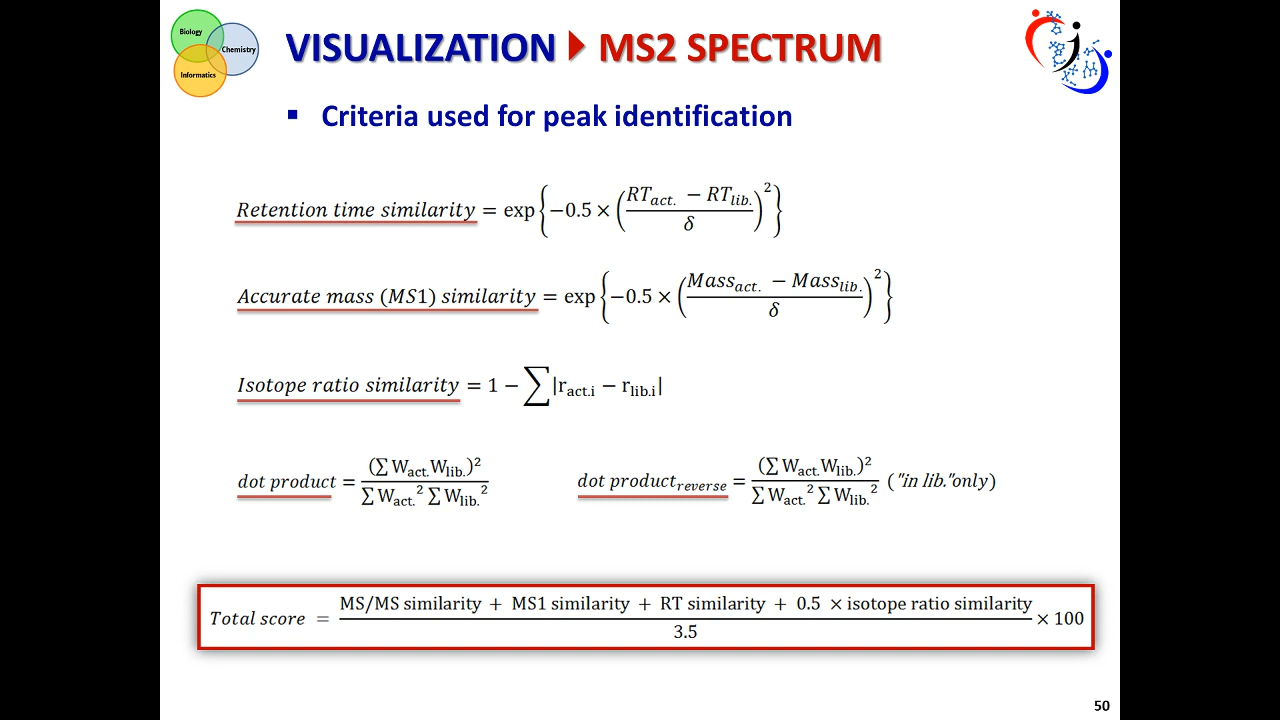 Biology
Chemistry
Informatics
VISUALIZATION MS2 SPECTRUM
▪ Criteria used for peak identification
Retention time similarity = exp{−0.5 × ((RT_act. − RT_lib.)/δ)²}
Accurate mass (MS1) similarity = exp{−0.5 × ((Mass_act. − Mass_lib.)/δ)²}
Isotope ratio similarity = 1 − ∑|r_act.i − r_lib.i|
dot product = (∑ W_act. W_lib.)² / (∑ W_act.² ∑ W_lib.²)
dot product_reverse = (∑ W_act. W_lib.)² / (∑ W_act.² ∑ W_lib.²) ("in lib."only)
Total score = (MS/MS similarity + MS1 similarity + RT similarity + 0.5 × isotope ratio similarity) / 3.5 × 100
50